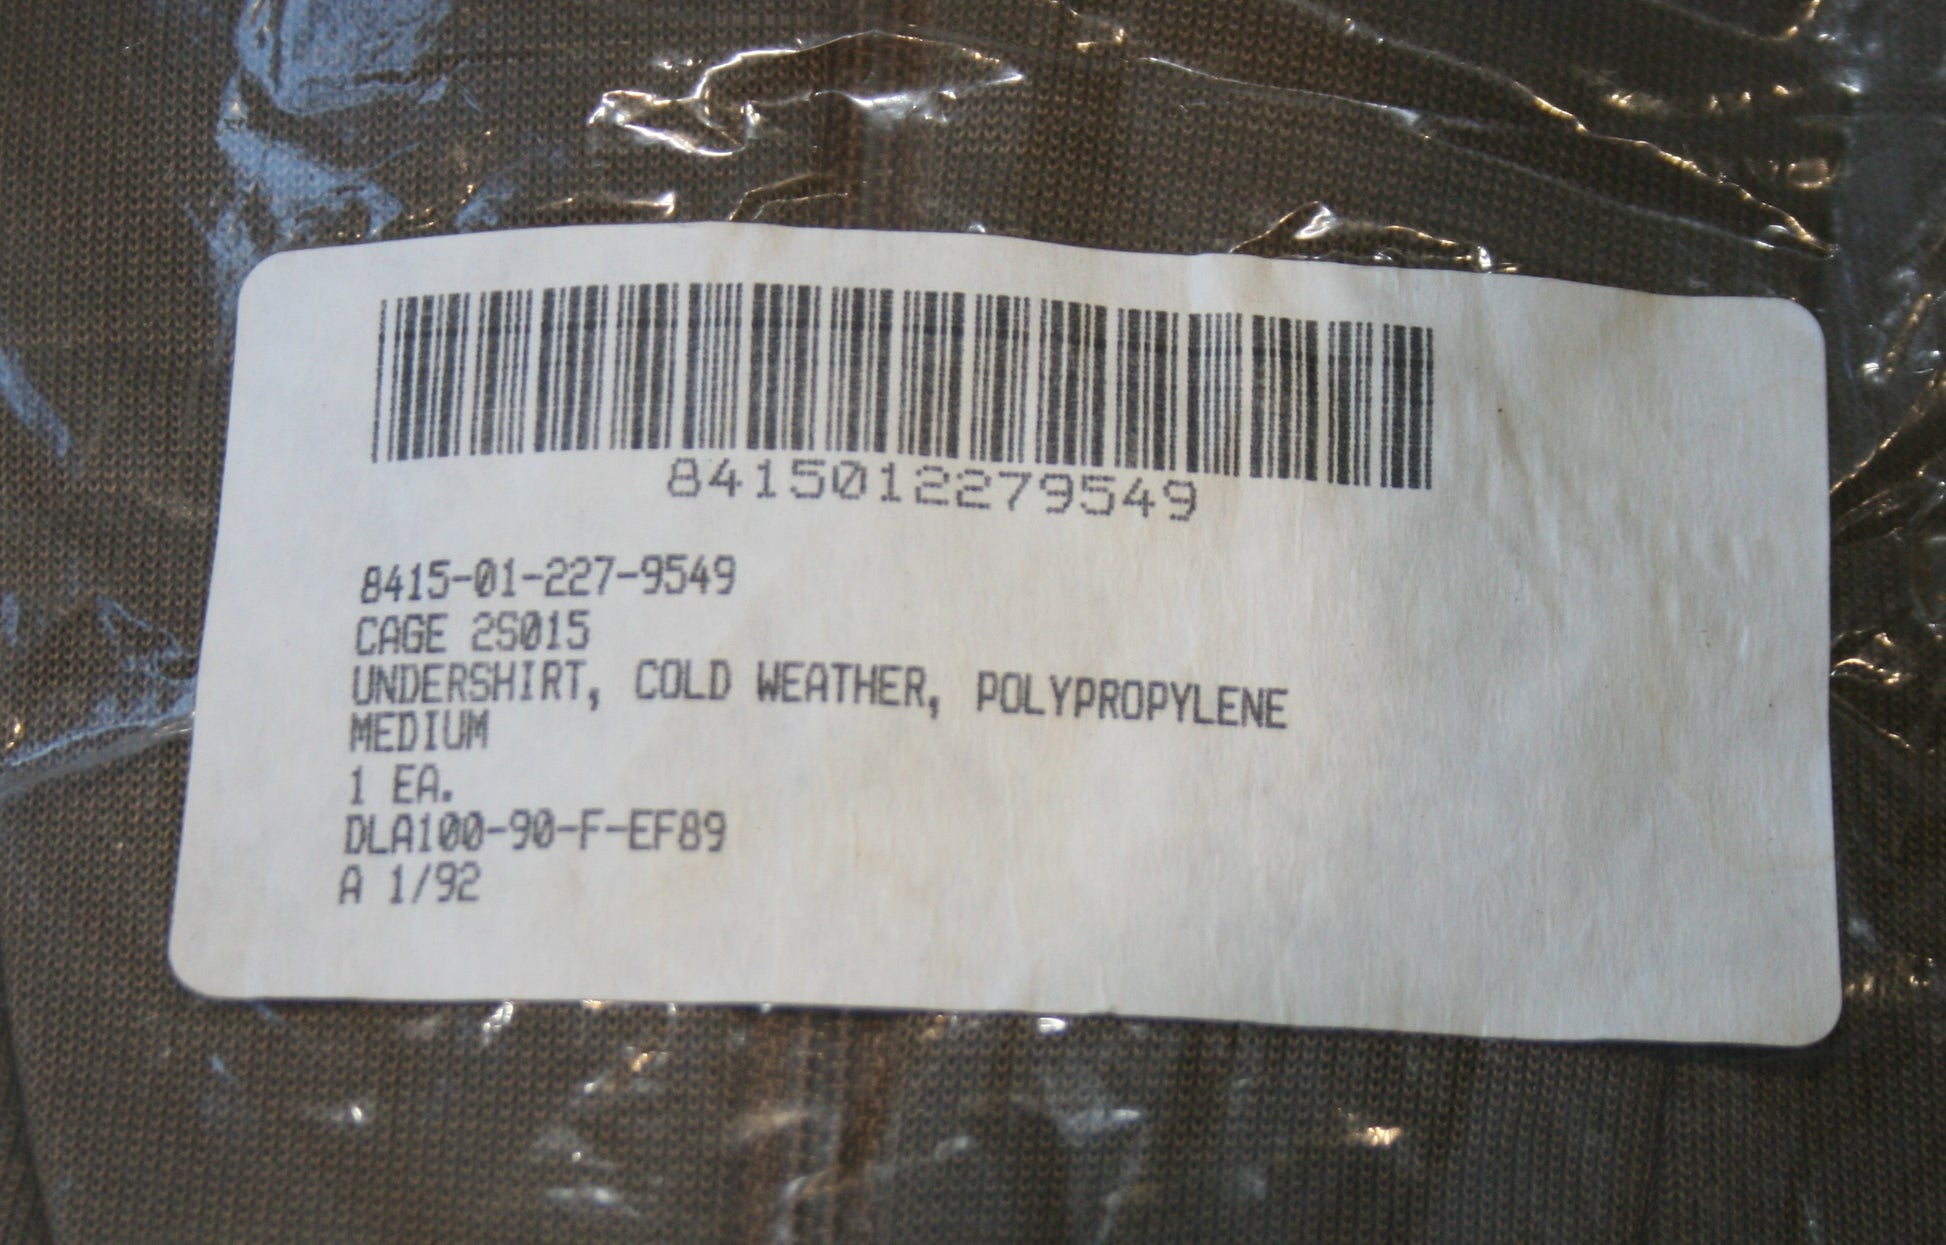 8415012279549
8415-01-227-9549
CAGE 2S015
UNDERSHIRT, COLD WEATHER, POLYPROPYLENE
MEDIUM
1 EA.
DLA100-90-F-EF89
A 1/92